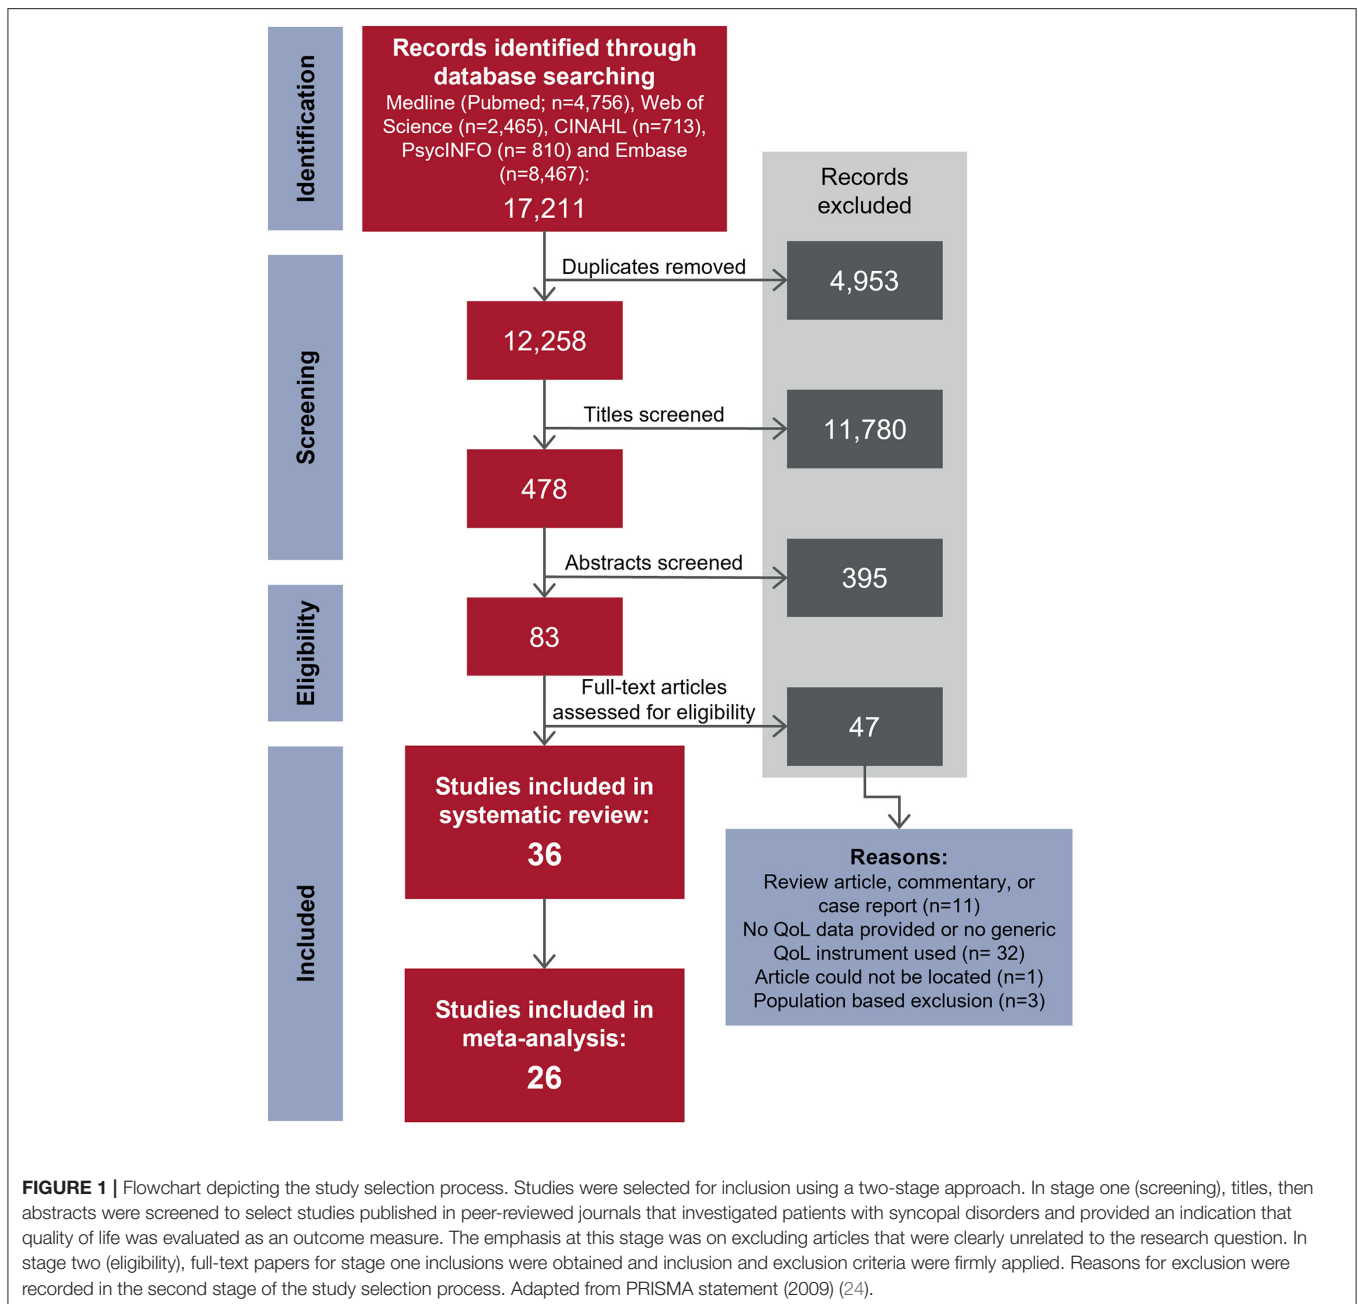 Identification
Records identified through
database searching
Medline (Pubmed; n=4,756), Web of
Science (n=2,465), CINAHL (n=713),
PsycINFO (n= 810) and Embase
(n=8,467):
17,211
Records
excluded
Duplicates removed
4,953
Screening
12,258
Titles screened
11,780
478
Abstracts screened
395
Eligibility
83
Full-text articles
assessed for eligibility
47
Included
Studies included in
systematic review:
36
Reasons:
Review article, commentary, or
case report (n=11)
No QoL data provided or no generic
QoL instrument used (n= 32)
Article could not be located (n=1)
Population based exclusion (n=3)
Studies included in
meta-analysis:
26
FIGURE 1 | Flowchart depicting the study selection process. Studies were selected for inclusion using a two-stage approach. In stage one (screening), titles, then
abstracts were screened to select studies published in peer-reviewed journals that investigated patients with syncopal disorders and provided an indication that
quality of life was evaluated as an outcome measure. The emphasis at this stage was on excluding articles that were clearly unrelated to the research question. In
stage two (eligibility), full-text papers for stage one inclusions were obtained and inclusion and exclusion criteria were firmly applied. Reasons for exclusion were
recorded in the second stage of the study selection process. Adapted from PRISMA statement (2009) (24).